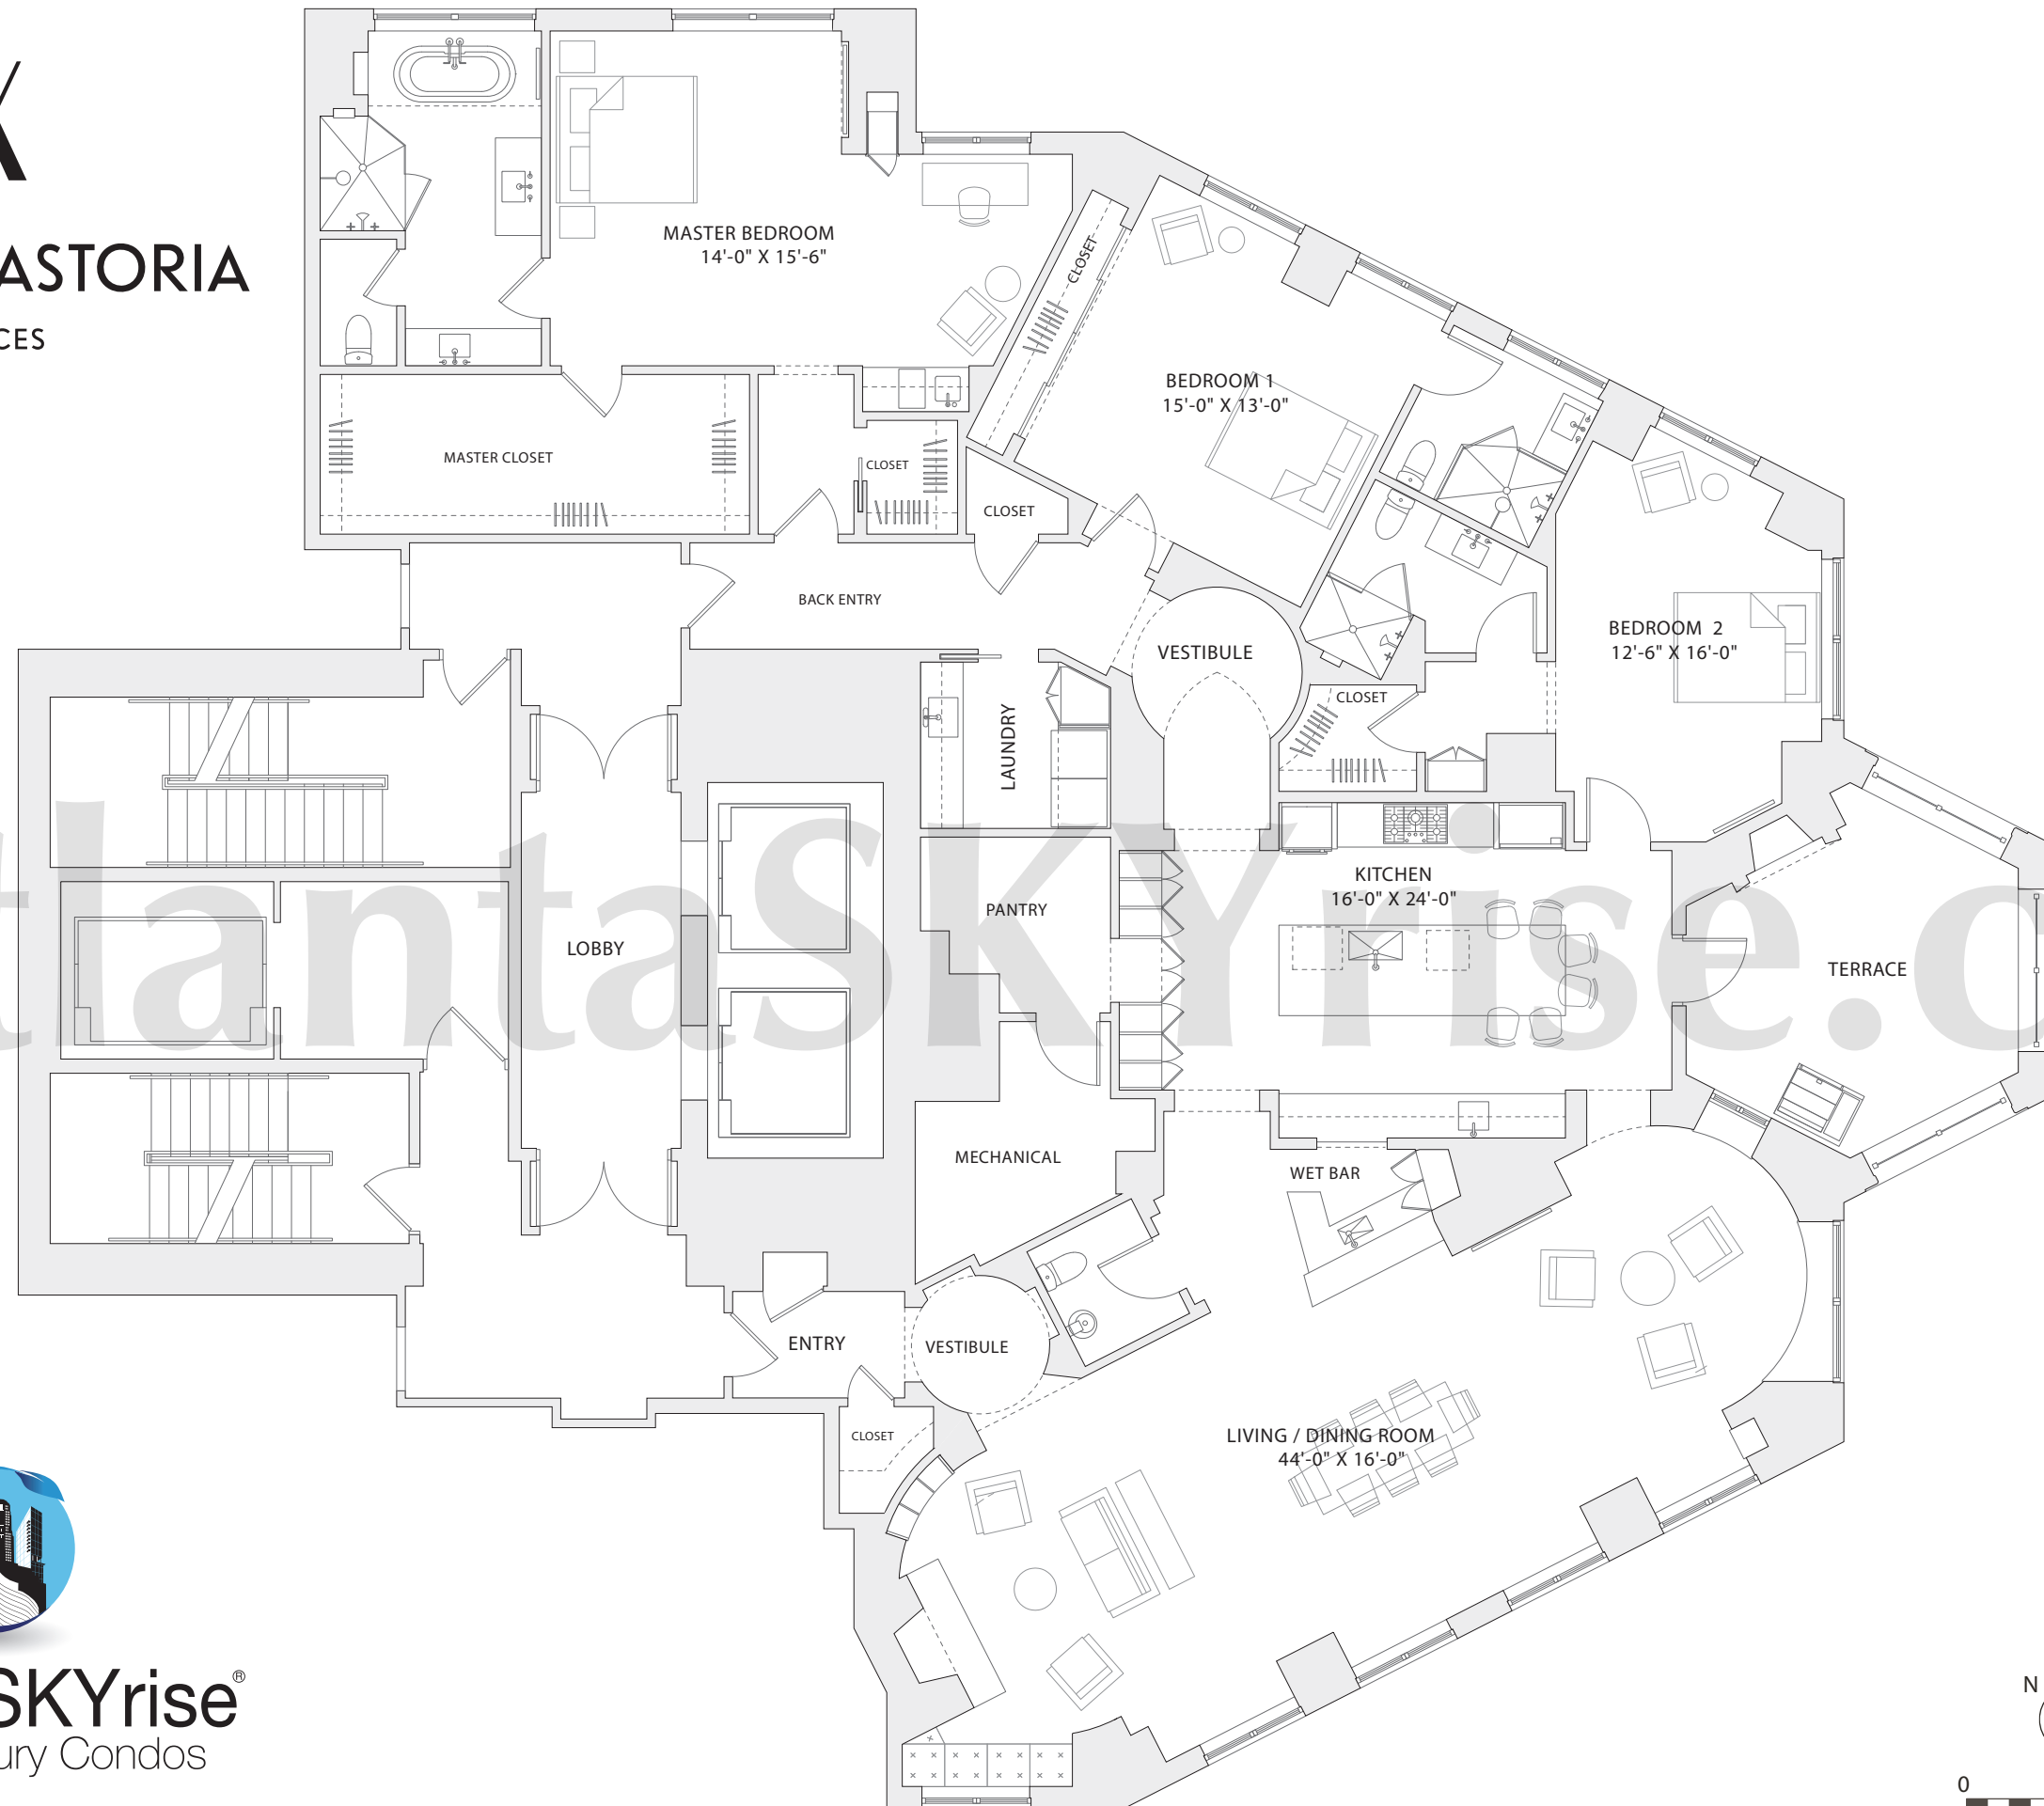 ASTORIA
CES
MASTER BEDROOM
14'-0" X 15'-6"
CLOSET
BEDROOM 1
15'-0" X 13'-0"
MASTER CLOSET
CLOSET
CLOSET
BACK ENTRY
VESTIBULE
BEDROOM 2
12'-6" X 16'-0"
CLOSET
LAUNDRY
KITCHEN
16'-0" X 24'-0"
PANTRY
LOBBY
TERRACE
tlantaSKYrise.c
MECHANICAL
WET BAR
ENTRY
VESTIBULE
CLOSET
LIVING / DINING ROOM
44'-0" X 16'-0"
SKYrise®
ury Condos
N
0